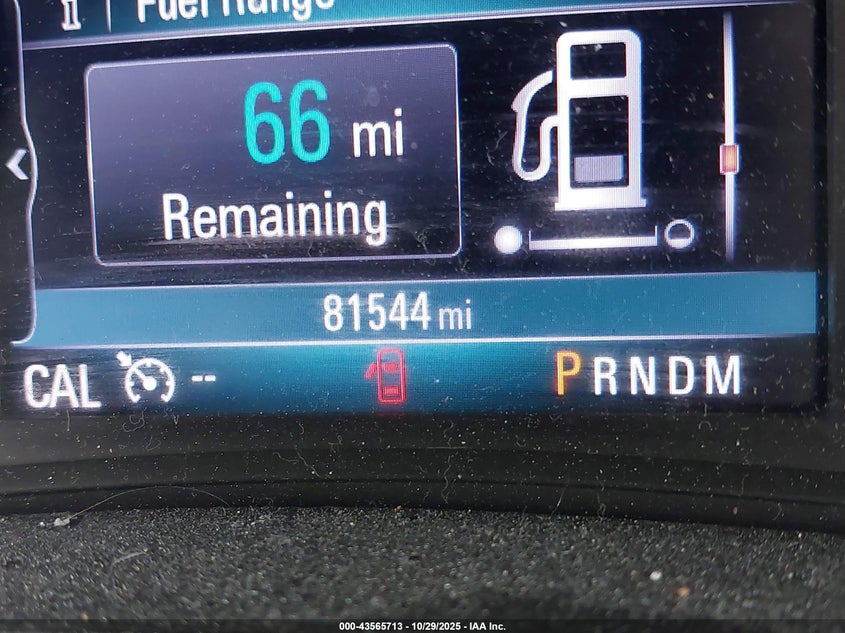 i Fuel Range
66 mi
Remaining
81544 mi
CAL -- P R N D M
000-43565713 - 10/29/2025 - IAA Inc.